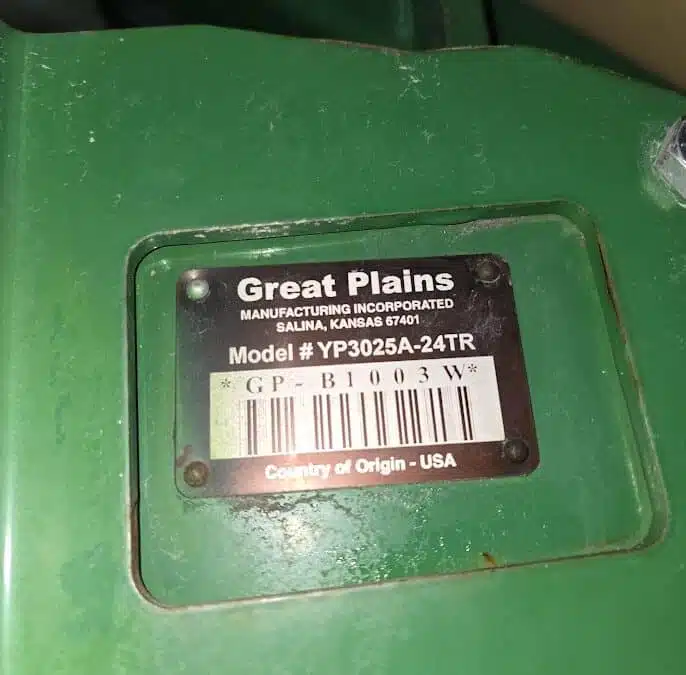 Great Plains
MANUFACTURING INCORPORATED
SALINA, KANSAS 67401
Model # YP3025A-24TR
*GP-B1003W*
Country of Origin - USA